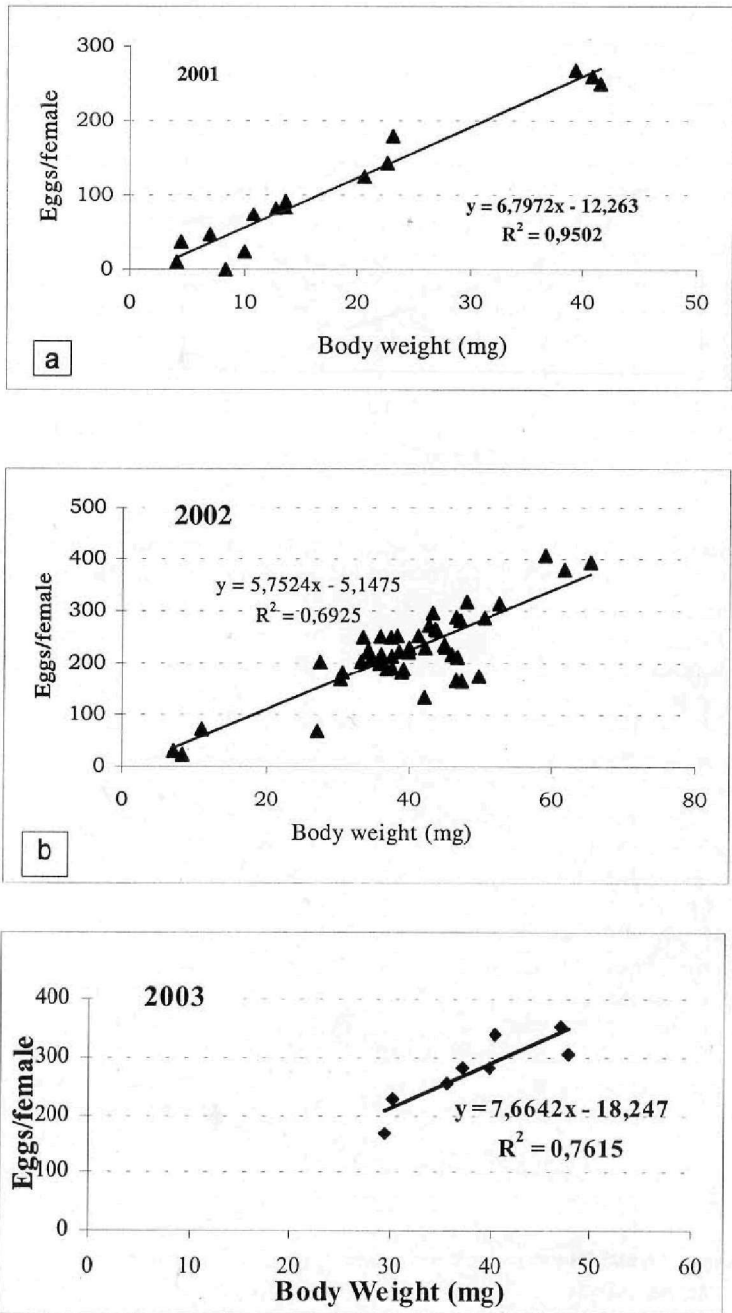 300
2001
200
100
0
Eggs/female
y = 6,7972x - 12,263
R² = 0,9502
0 10 20 30 40 50
Body weight (mg)
a
500
2002
400
y = 5,7524x - 5,1475
R² = 0,6925
300
200
100
0
Eggs/female
0 20 40 60 80
Body weight (mg)
b
400
2003
300
200
100
0
Eggs/female
y = 7,6642x - 18,247
R² = 0,7615
0 10 20 30 40 50 60
Body Weight (mg)